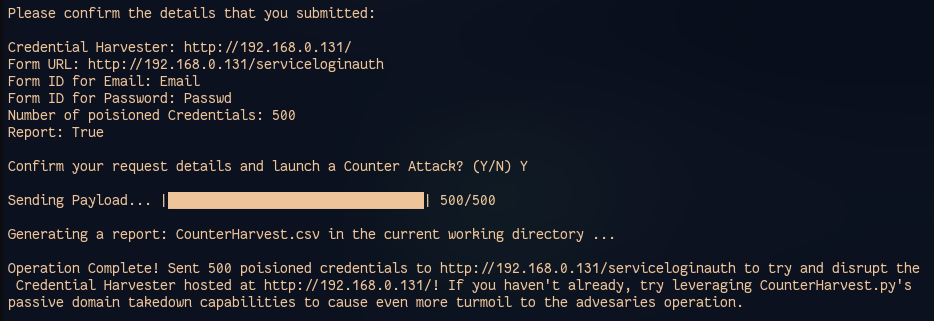 Please confirm the details that you submitted:
Credential Harvester: http://192.168.0.131/
Form URL: http://192.168.0.131/serviceloginauth
Form ID for Email: Email
Form ID for Password: Passwd
Number of poisioned Credentials: 500
Report: True
Confirm your request details and launch a Counter Attack? (Y/N) Y
Sending Payload... || 500/500
Generating a report: CounterHarvest.csv in the current working directory ...
Operation Complete! Sent 500 poisioned credentials to http://192.168.0.131/serviceloginauth to try and disrupt the
Credential Harvester hosted at http://192.168.0.131/! If you haven't already, try leveraging CounterHarvest.py's
passive domain takedown capabilities to cause even more turmoil to the advesaries operation.